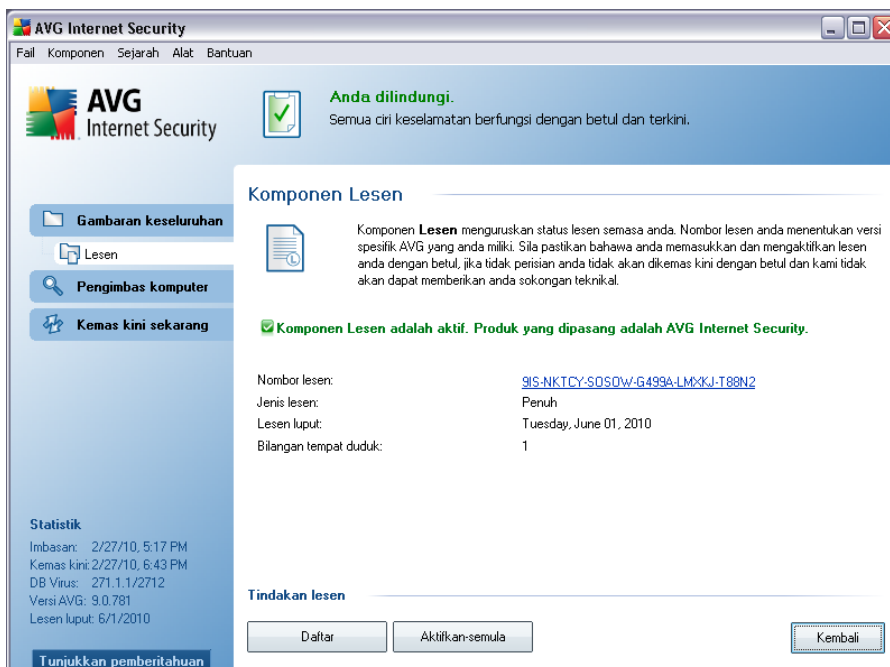 AVG Internet Security
Fail Komponen Sejarah Alat Bantuan
AVG
Internet Security
Anda dilindungi.
Semua ciri keselamatan berfungsi dengan betul dan terkini.
Gambaran keseluruhan
Lesen
Pengimbas komputer
Kemas kini sekarang
Komponen Lesen
Komponen Lesen menguruskan status lesen semasa anda. Nombor lesen anda menentukan versi
spesifik AVG yang anda miliki. Sila pastikan bahawa anda memasukkan dan mengaktifkan lesen
anda dengan betul, jika tidak perisian anda tidak akan dikemas kini dengan betul dan kami tidak
akan dapat memberikan anda sokongan teknikal.
Komponen Lesen adalah aktif. Produk yang dipasang adalah AVG Internet Security.
Nombor lesen: 9IS-NKTCY-SOSOW-G499A-LMXKJ-T88N2
Jenis lesen: Penuh
Lesen luput: Tuesday, June 01, 2010
Bilangan tempat duduk: 1
Statistik
Imbasan: 2/27/10, 5:17 PM
Kemas kini: 2/27/10, 6:43 PM
DB Virus: 271.1.1/2712
Versi AVG: 9.0.781
Lesen luput: 6/1/2010
Tunjukkan pemberitahuan
Tindakan lesen
Daftar
Aktifkan-semula
Kembali